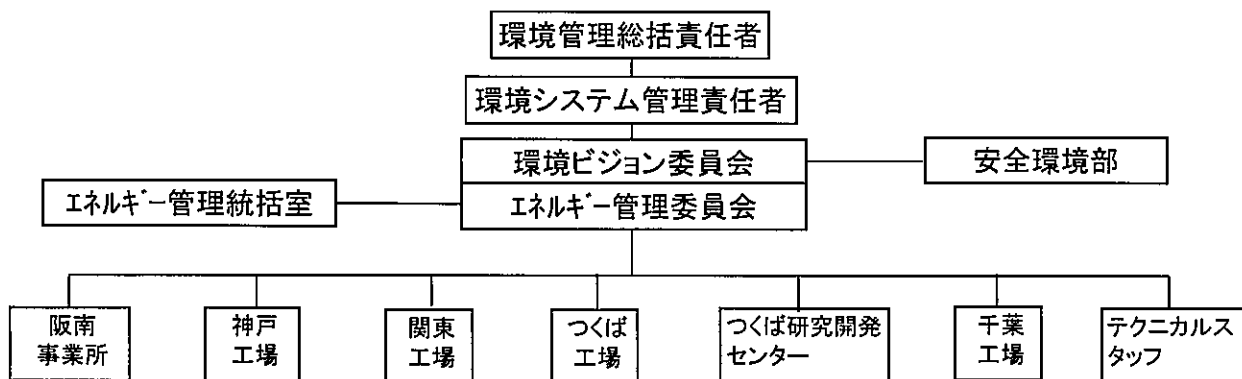 環境管理総括責任者
環境システム管理責任者
環境ビジョン委員会
安全環境部
エネルギー管理統括室
エネルギー管理委員会
阪南
事業所
神戸
工場
関東
工場
つくば
工場
つくば研究開発
センター
千葉
工場
テクニカルス
タッフ